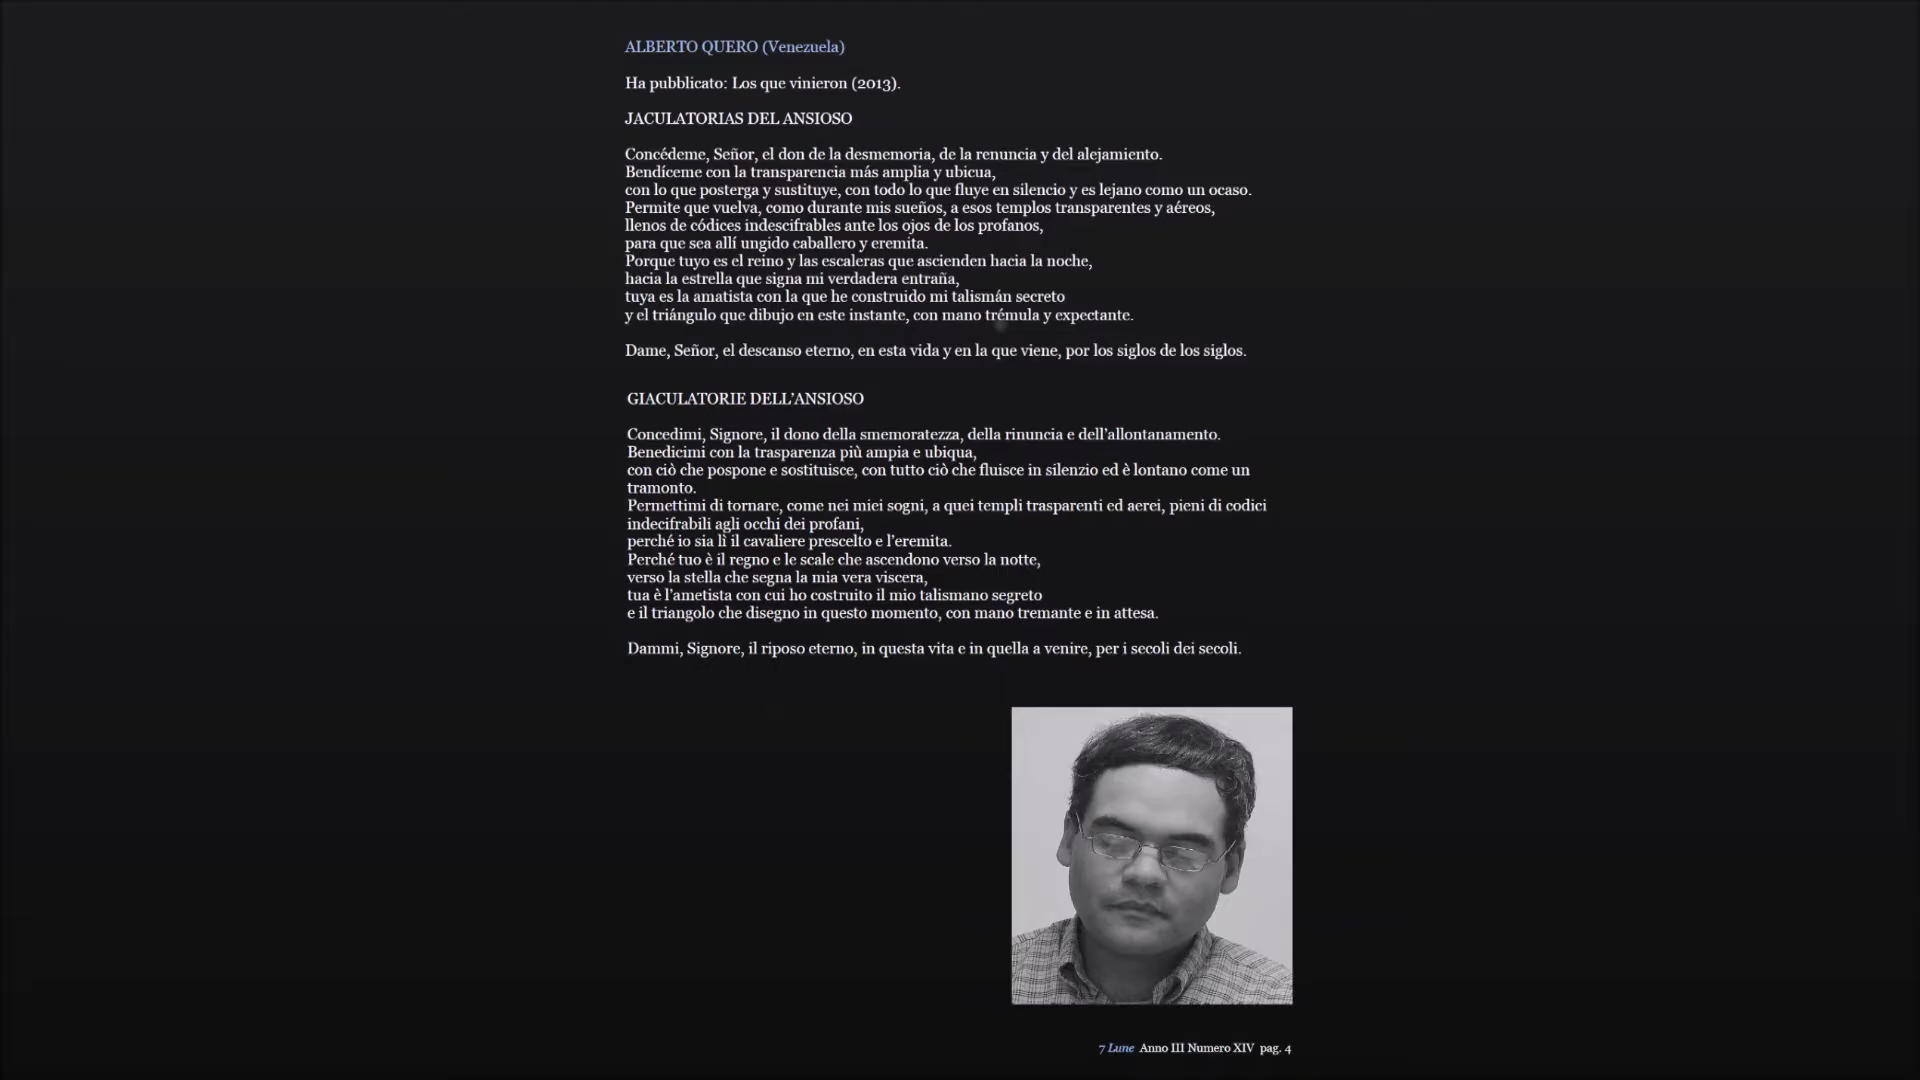 ALBERTO QUERO (Venezuela)
Ha pubblicato: Los que vinieron (2013).
JACULATORIAS DEL ANSIOSO
Concédeme, Señor, el don de la desmemoria, de la renuncia y del alejamiento.
Bendíceme con la transparencia más amplia y ubicua,
con lo que posterga y sustituye, con todo lo que fluye en silencio y es lejano como un ocaso.
Permite que vuelva, como durante mis sueños, a esos templos transparentes y aéreos,
llenos de códices indescifrables ante los ojos de los profanos,
para que sea allí ungido caballero y eremita.
Porque tuyo es el reino y las escaleras que ascienden hacia la noche,
hacia la estrella que signa mi verdadera entraña,
tuya es la amatista con la que he construido mi talismán secreto
y el triángulo que dibujo en este instante, con mano trémula y expectante.
Dame, Señor, el descanso eterno, en esta vida y en la que viene, por los siglos de los siglos.
GIACULATORIE DELL'ANSIOSO
Concedimi, Signore, il dono della smemoratezza, della rinuncia e dell'allontanamento.
Benedicimi con la trasparenza più ampia e ubiqua,
con ciò che pospone e sostituisce, con tutto ciò che fluisce in silenzio ed è lontano come un
tramonto.
Permettimi di tornare, come nei miei sogni, a quei templi trasparenti ed aerei, pieni di codici
indecifrabili agli occhi dei profani,
perché io sia lì il cavaliere prescelto e l'eremita.
Perché tuo è il regno e le scale che ascendono verso la notte,
verso la stella che segna la mia vera viscera,
tua è l'ametista con cui ho costruito il mio talismano segreto
e il triangolo che disegno in questo momento, con mano tremante e in attesa.
Dammi, Signore, il riposo eterno, in questa vita e in quella a venire, per i secoli dei secoli.
7 Lune Anno III Numero XIV pag. 4